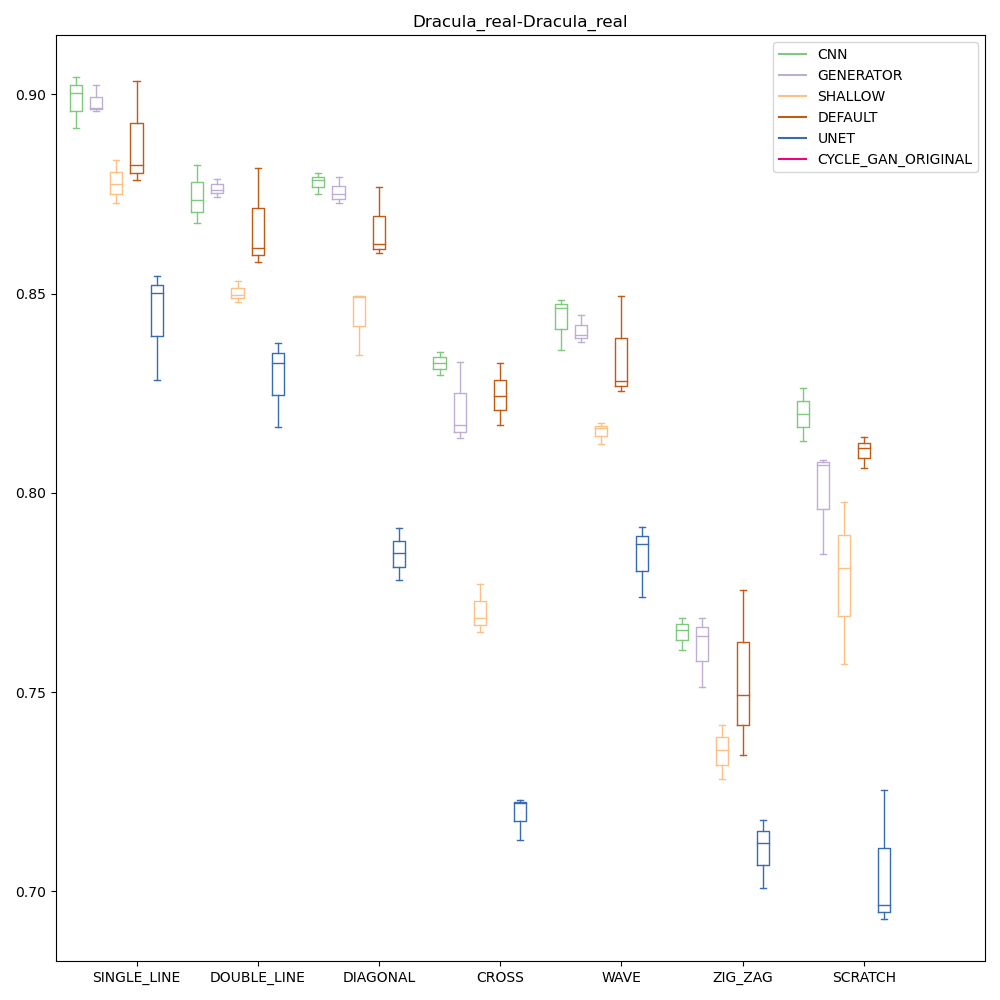 Dracula_real-Dracula_real
CNN
GENERATOR
SHALLOW
DEFAULT
UNET
CYCLE_GAN_ORIGINAL
0.90
0.85
0.80
0.75
0.70
SINGLE_LINE DOUBLE_LINE DIAGONAL CROSS WAVE ZIG_ZAG SCRATCH